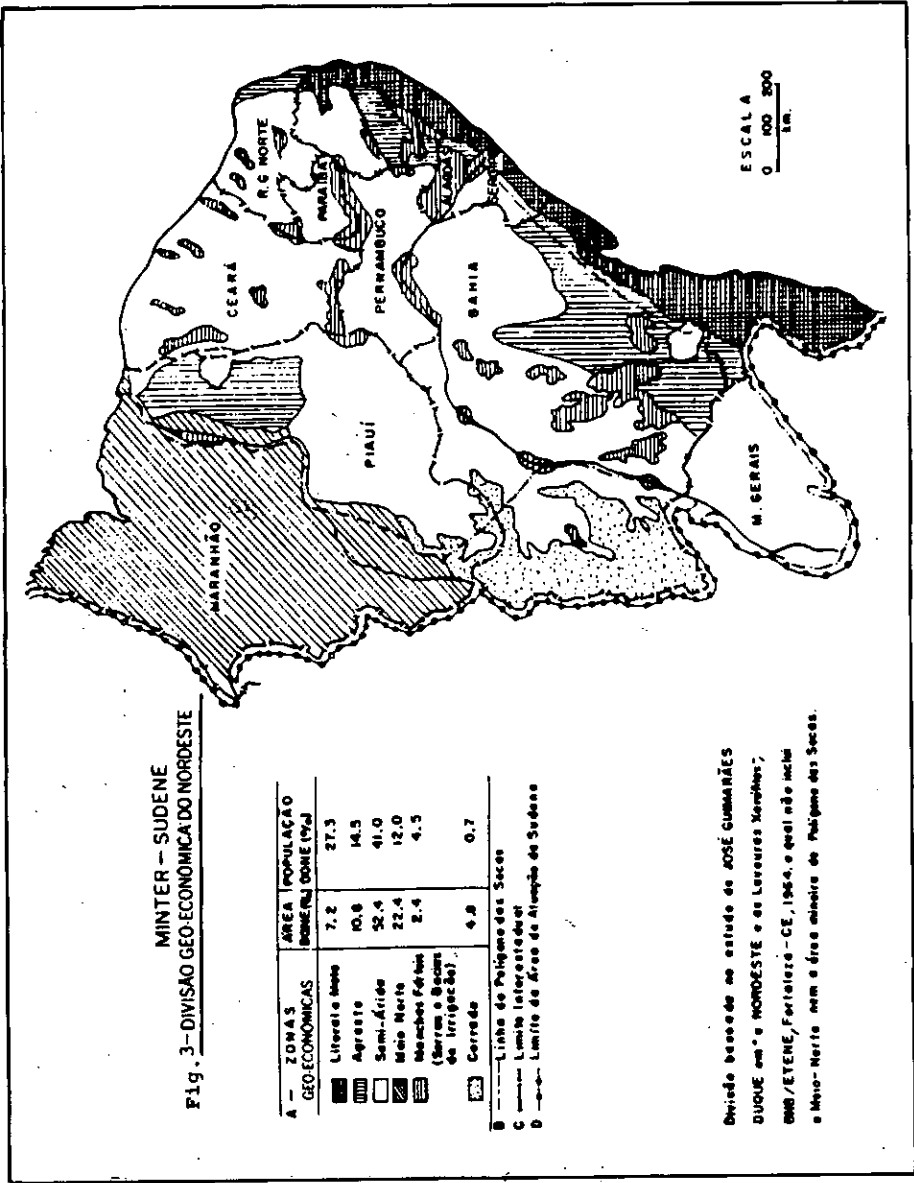 MINTER – SUDENE
Fig. 3–DIVISÃO GEO-ECONÔMICA DO NORDESTE
A – ZONAS GEO-ECONÔMICAS ÁREA POPULAÇÃO DONE (%)
Litoral e Mata 7.2 27.3
Agreste 10.8 14.5
Semi-Árido 52.4 41.0
Meio Norte 22.4 12.0
Manchas Férteis 2.4 4.5
(Serras e Bacias
de Irrigação)
Cerrado 4.8 0.7
B Linha do Polígono das Secas
C Limite Interestadual
D Limite da Área de Atuação da Sudene
Divisão baseada no estudo de JOSÉ GUIMARÃES
DUQUE em "o NORDESTE e as Lavouras Xerófilas",
BNB/ETENE, Fortaleza - CE, 1964, o qual não inclui
o Meio-Norte nem a área mineira do Polígono das Secas.
MARANHÃO
PIAUÍ
CEARÁ
R.G. NORTE
PARAIBA
PERNAMBUCO
BAHIA
M. GERAIS
ESCALA
0 100 200
km.